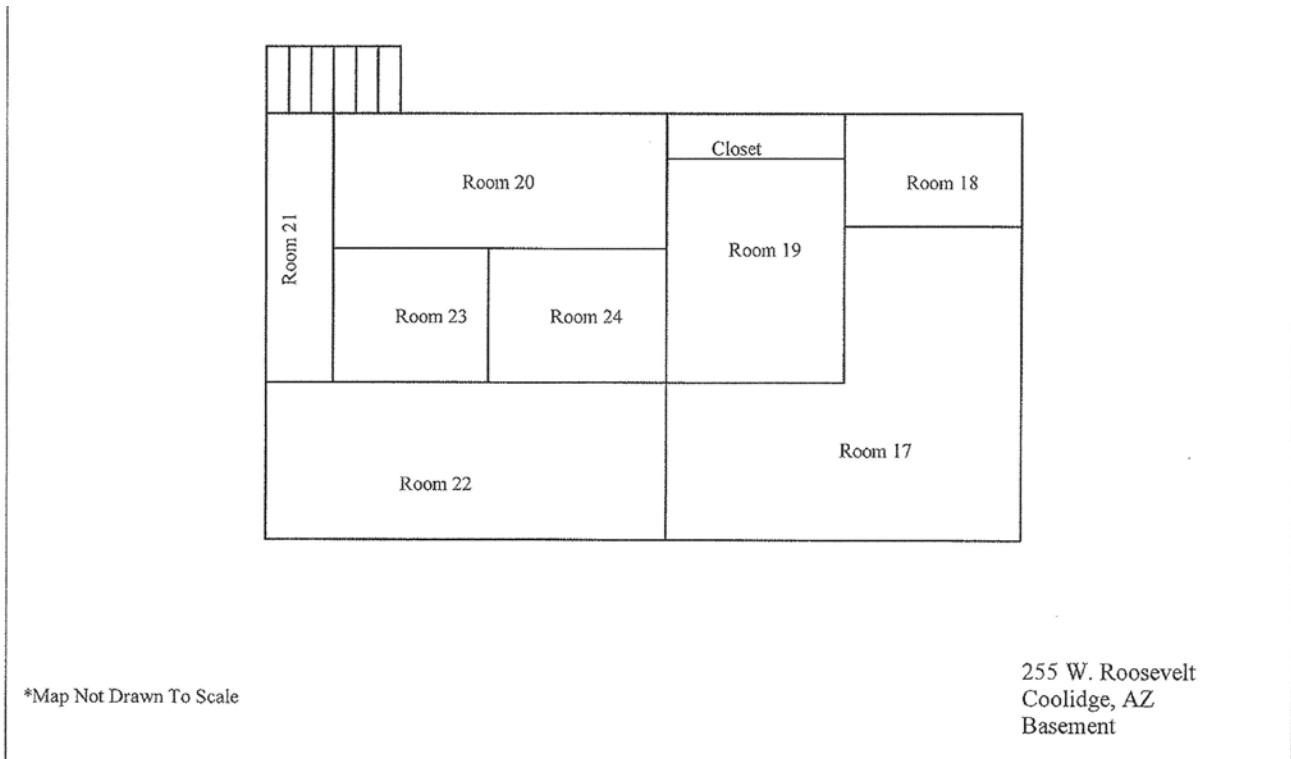 Closet
Room 20
Room 18
Room 21
Room 19
Room 23
Room 24
Room 17
Room 22
*Map Not Drawn To Scale
255 W. Roosevelt
Coolidge, AZ
Basement